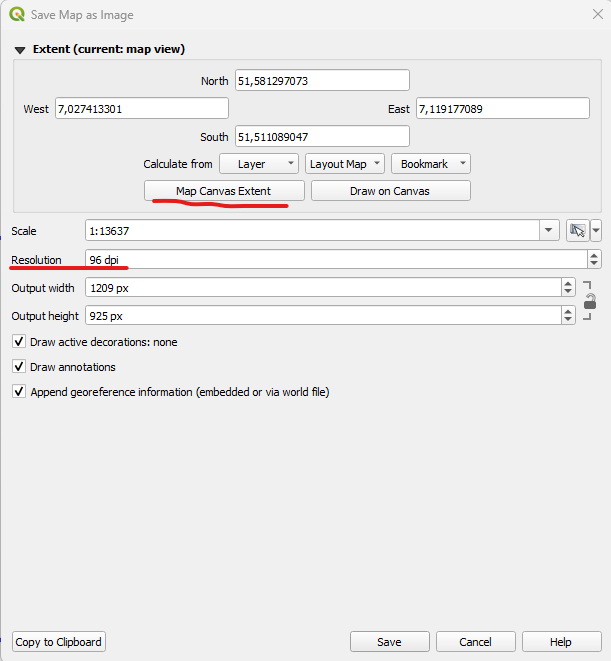 Save Map as Image
Extent (current: map view)
North 51,581297073
West 7,027413301 East 7,119177089
South 51,511089047
Calculate from Layer Layout Map Bookmark
Map Canvas Extent Draw on Canvas
Scale 1:13637
Resolution 96 dpi
Output width 1209 px
Output height 925 px
Draw active decorations: none
Draw annotations
Append georeference information (embedded or via world file)
Copy to Clipboard Save Cancel Help